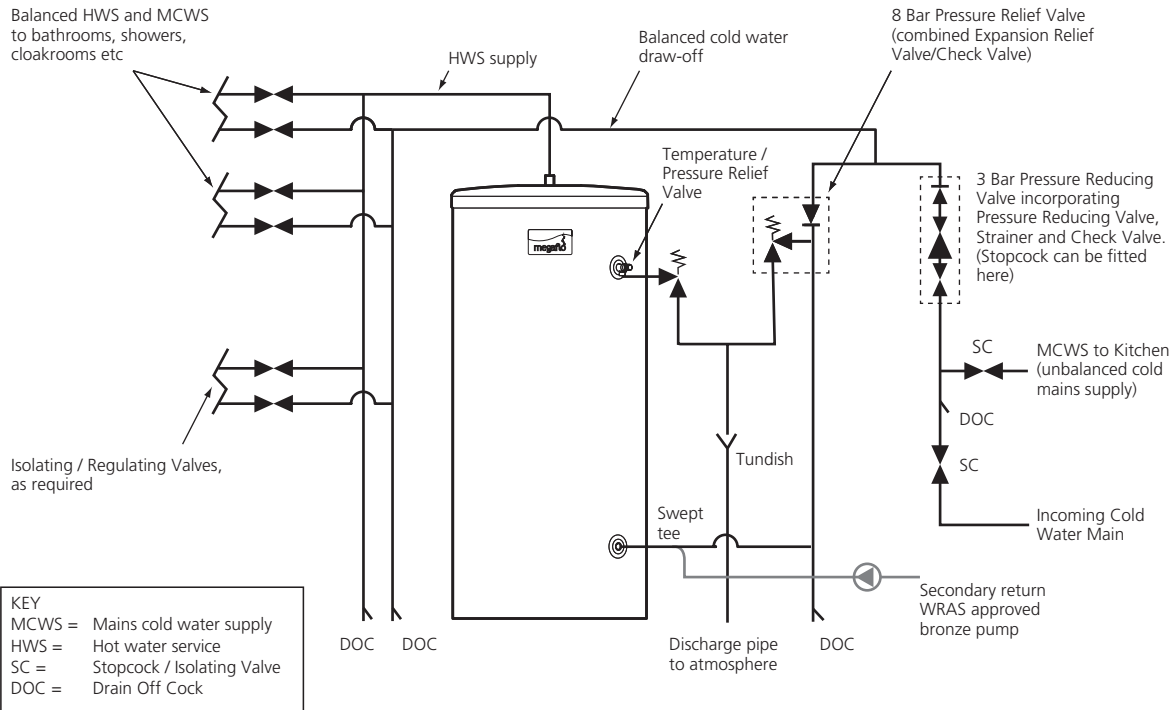 Balanced HWS and MCWS
to bathrooms, showers,
cloakrooms etc
HWS supply
Balanced cold water
draw-off
8 Bar Pressure Relief Valve
(combined Expansion Relief
Valve/Check Valve)
Temperature /
Pressure Relief
Valve
3 Bar Pressure Reducing
Valve incorporating
Pressure Reducing Valve,
Strainer and Check Valve.
(Stopcock can be fitted
here)
megaflo
SC
MCWS to Kitchen
(unbalanced cold
mains supply)
DOC
SC
Isolating / Regulating Valves,
as required
Tundish
Incoming Cold
Water Main
Swept
tee
Secondary return
WRAS approved
bronze pump
DOC
DOC
Discharge pipe
to atmosphere
DOC
KEY
MCWS = Mains cold water supply
HWS = Hot water service
SC = Stopcock / Isolating Valve
DOC = Drain Off Cock